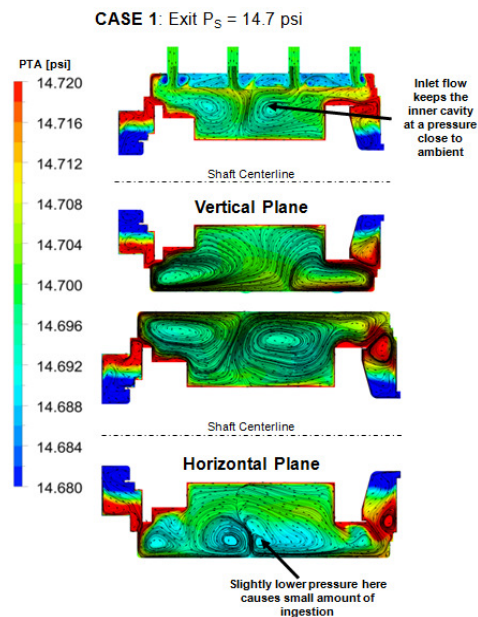 CASE 1: Exit PS = 14.7 psi
PTA [psi]
14.720
14.716
14.712
14.708
14.704
14.700
14.696
14.692
14.688
14.684
14.680
Inlet flow
keeps the
inner cavity
at a pressure
close to
ambient
Shaft Centerline
Vertical Plane
Shaft Centerline
Horizontal Plane
Slightly lower pressure here
causes small amount of
ingestion